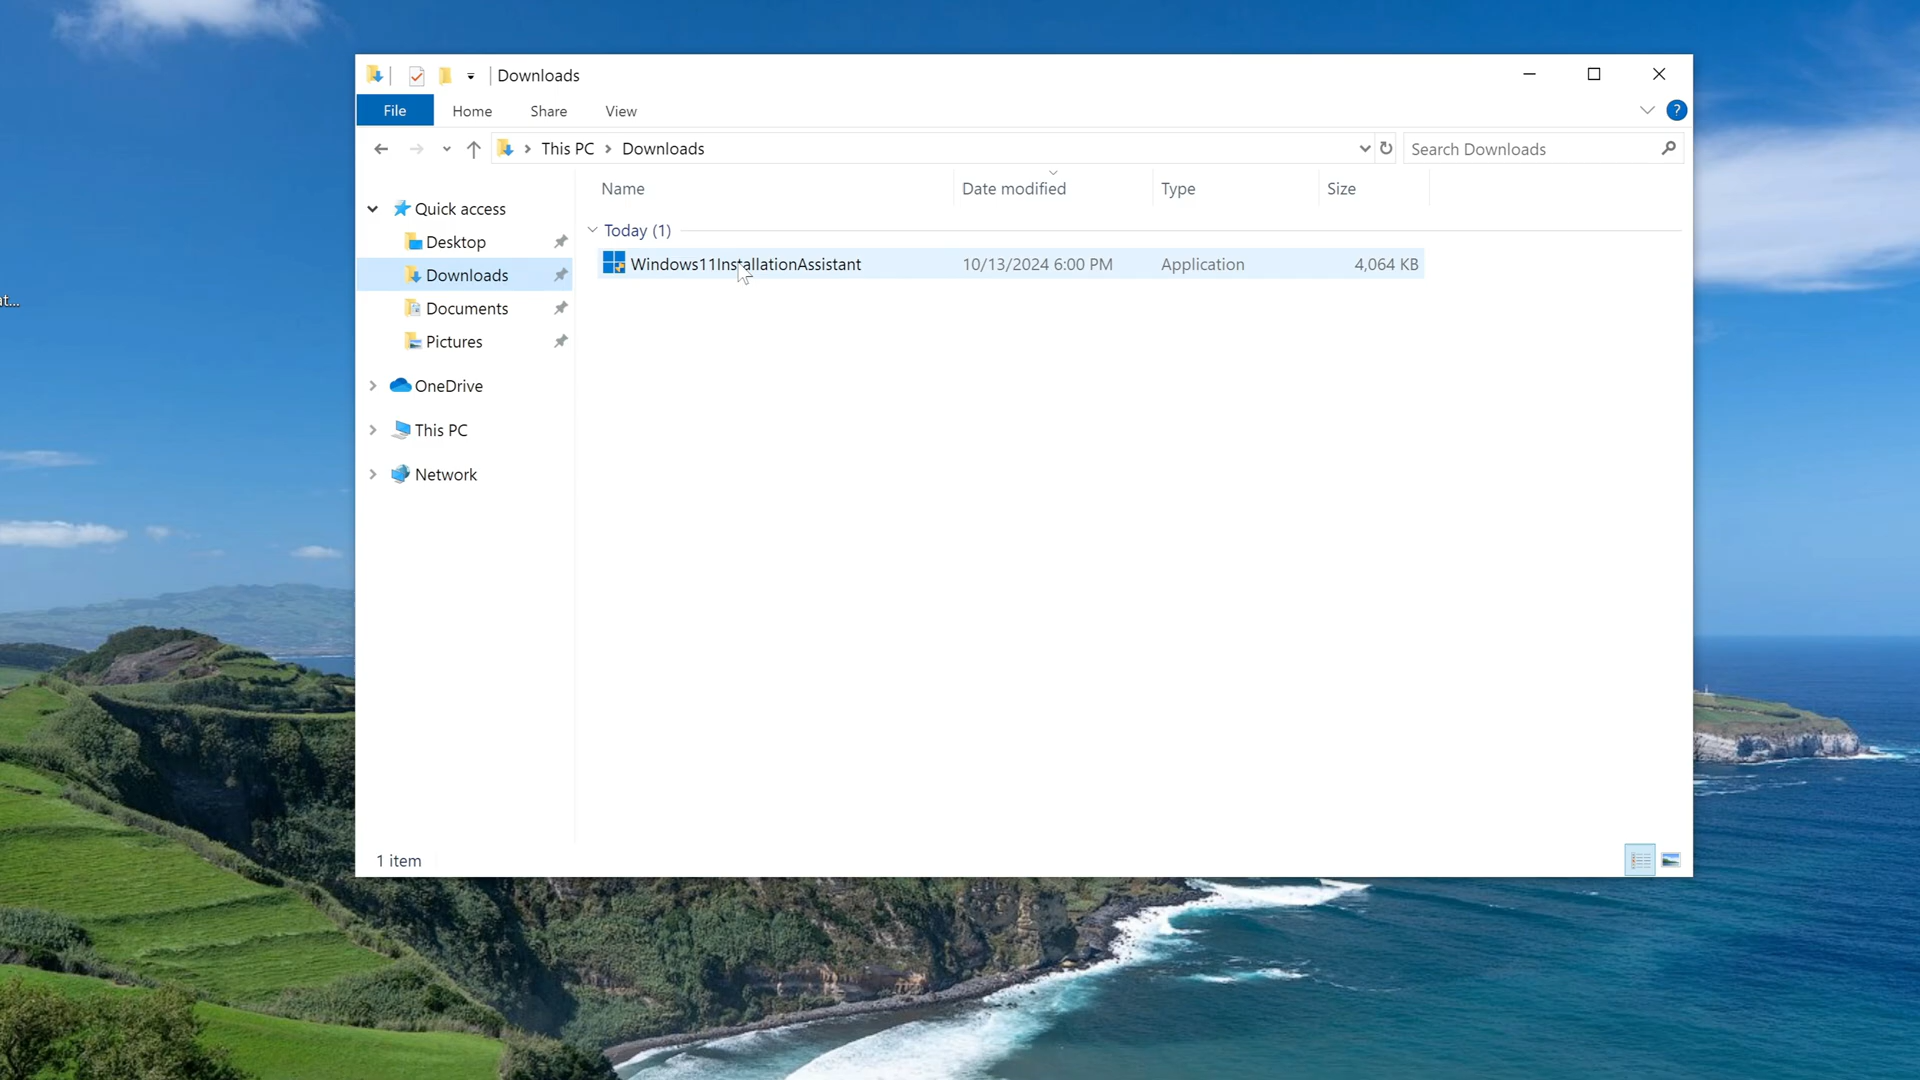 Downloads
File Home Share View ?
This PC Downloads Search Downloads
Name Date modified Type Size
Quick access
Today (1)
Desktop
Windows11InstallationAssistant 10/13/2024 6:00 PM Application 4,064 KB
Downloads
at...
Documents
Pictures
OneDrive
This PC
Network
1 item